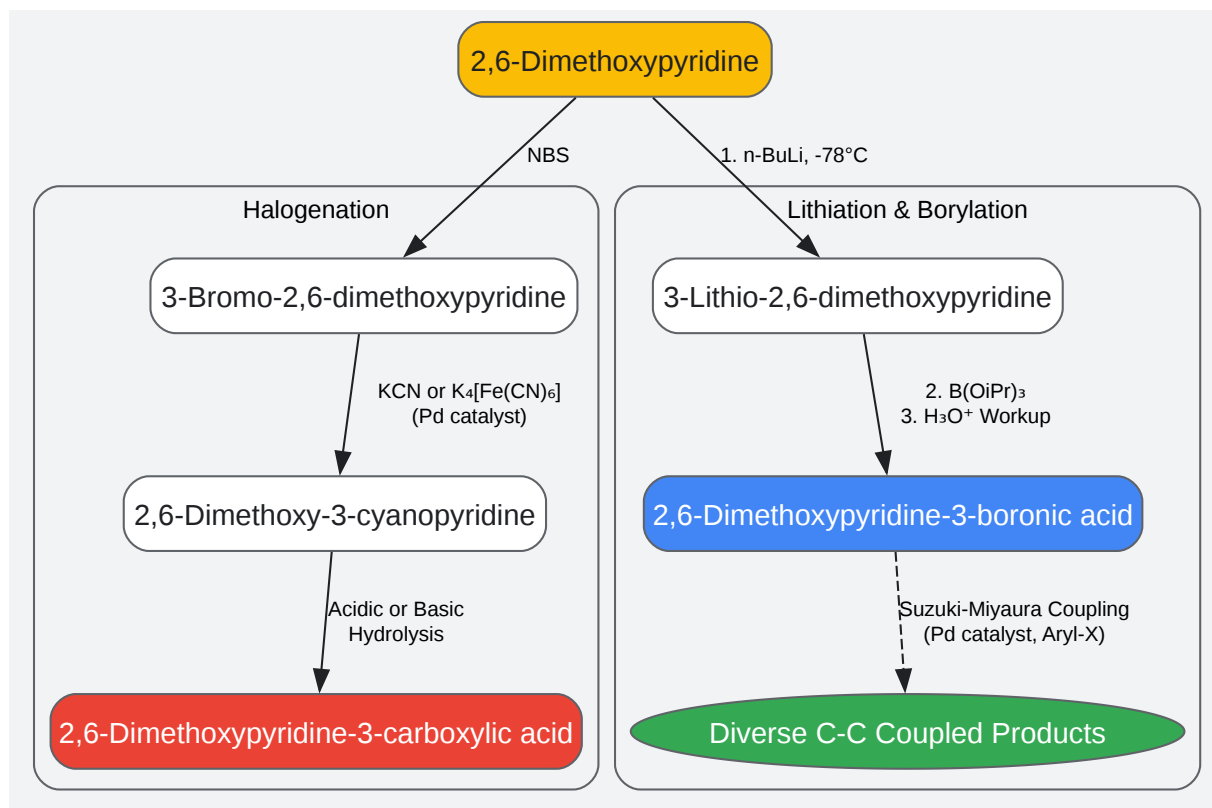 2,6-Dimethoxypyridine
NBS
1. n-BuLi, -78°C
Halogenation
Lithiation & Borylation
3-Bromo-2,6-dimethoxypyridine
3-Lithio-2,6-dimethoxypyridine
KCN or K₄[Fe(CN)₆]
(Pd catalyst)
2. B(OiPr)₃
3. H₃O⁺ Workup
2,6-Dimethoxy-3-cyanopyridine
2,6-Dimethoxypyridine-3-boronic acid
Acidic or Basic
Hydrolysis
Suzuki-Miyaura Coupling
(Pd catalyst, Aryl-X)
2,6-Dimethoxypyridine-3-carboxylic acid
Diverse C-C Coupled Products